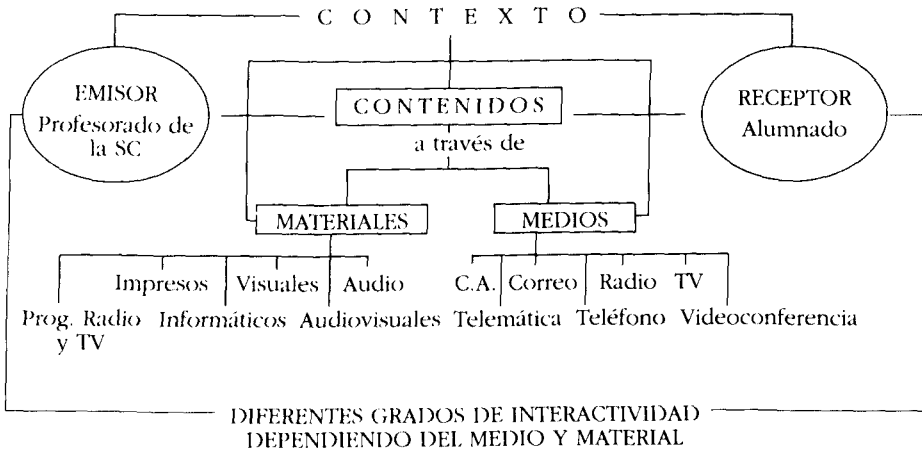 C O N T E X T O
EMISOR
Profesorado de
la SC
CONTENIDOS
a través de
RECEPTOR
Alumnado
MATERIALES
MEDIOS
Impresos Visuales Audio
C.A. Correo Radio TV
Prog. Radio
y TV
Informáticos Audiovisuales Telemática Teléfono Videoconferencia
DIFERENTES GRADOS DE INTERACTIVIDAD
DEPENDIENDO DEL MEDIO Y MATERIAL